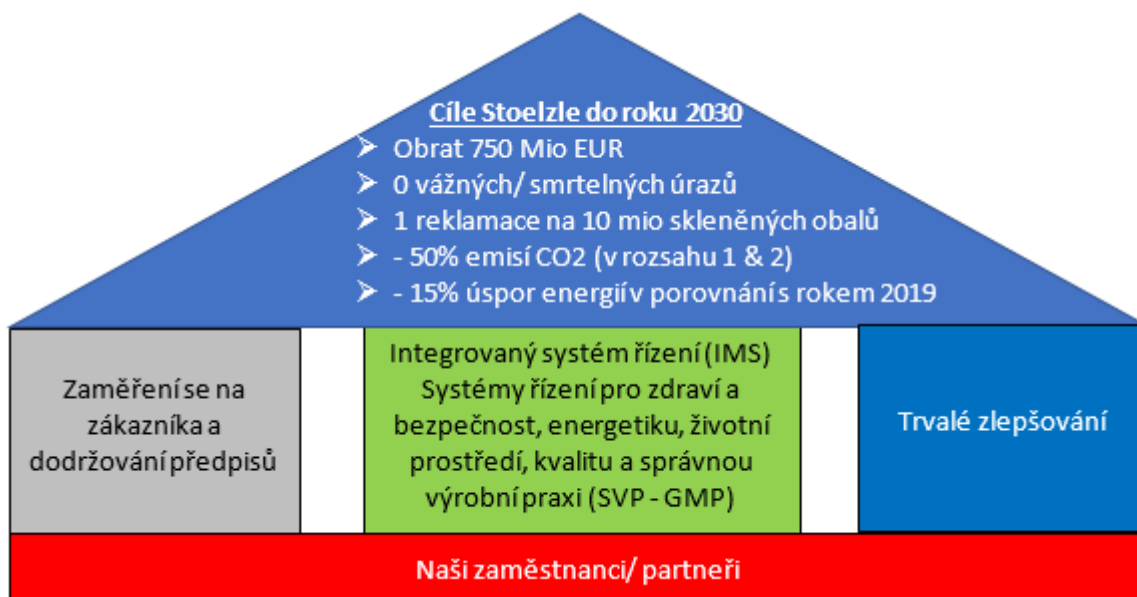 Cíle Stoelzle do roku 2030
➢ Obrat 750 Mio EUR
➢ 0 vážných/ smrtelných úrazů
➢ 1 reklamace na 10 mio skleněných obalů
➢ - 50% emisí CO2 (v rozsahu 1 & 2)
➢ - 15% úspor energií v porovnání s rokem 2019
Zaměření se na
zákazníka a
dodržování předpisů
Integrovaný systém řízení (IMS)
Systémy řízení pro zdraví a
bezpečnost, energetiku, životní
prostředí, kvalitu a správnou
výrobní praxi (SVP - GMP)
Trvalé zlepšování
Naši zaměstnanci/ partneři